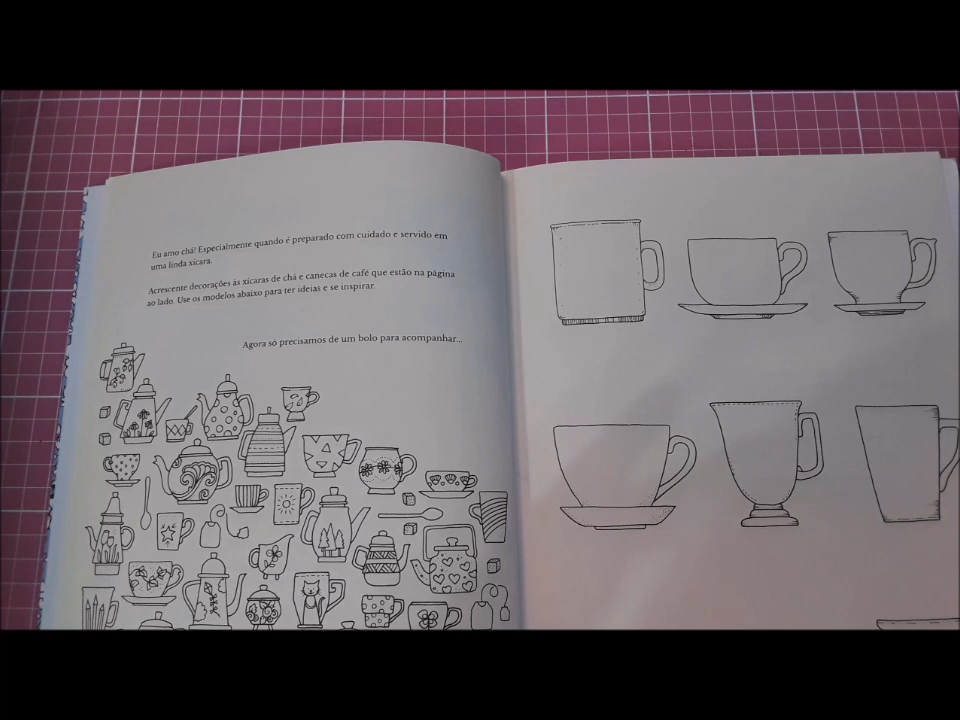 Eu amo chá! Especialmente quando é preparado com cuidado e servido em
uma linda xícara.
Acrescente decorações às xícaras de chá e canecas de café que estão na página
ao lado. Use os modelos abaixo para ter ideias e se inspirar.
Agora só precisamos de um bolo para acompanhar...